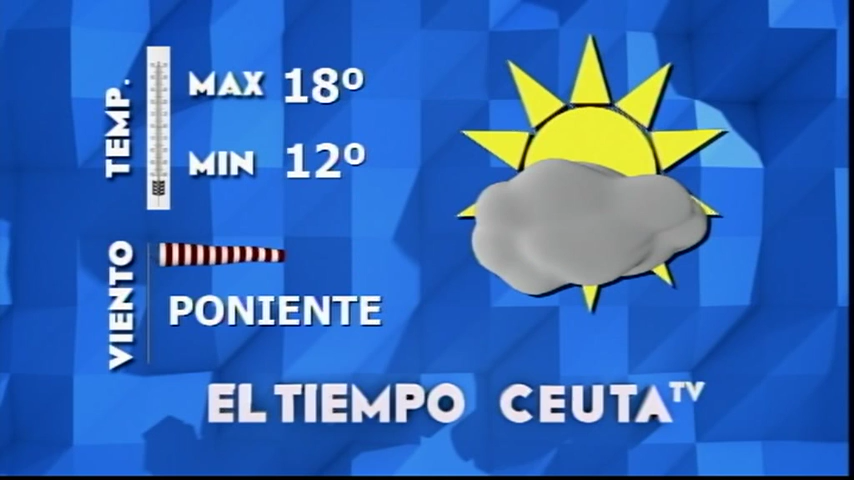 TEMP.
MAX 18º
MIN 12º
VIENTO
PONIENTE
EL TIEMPO CEUTA TV